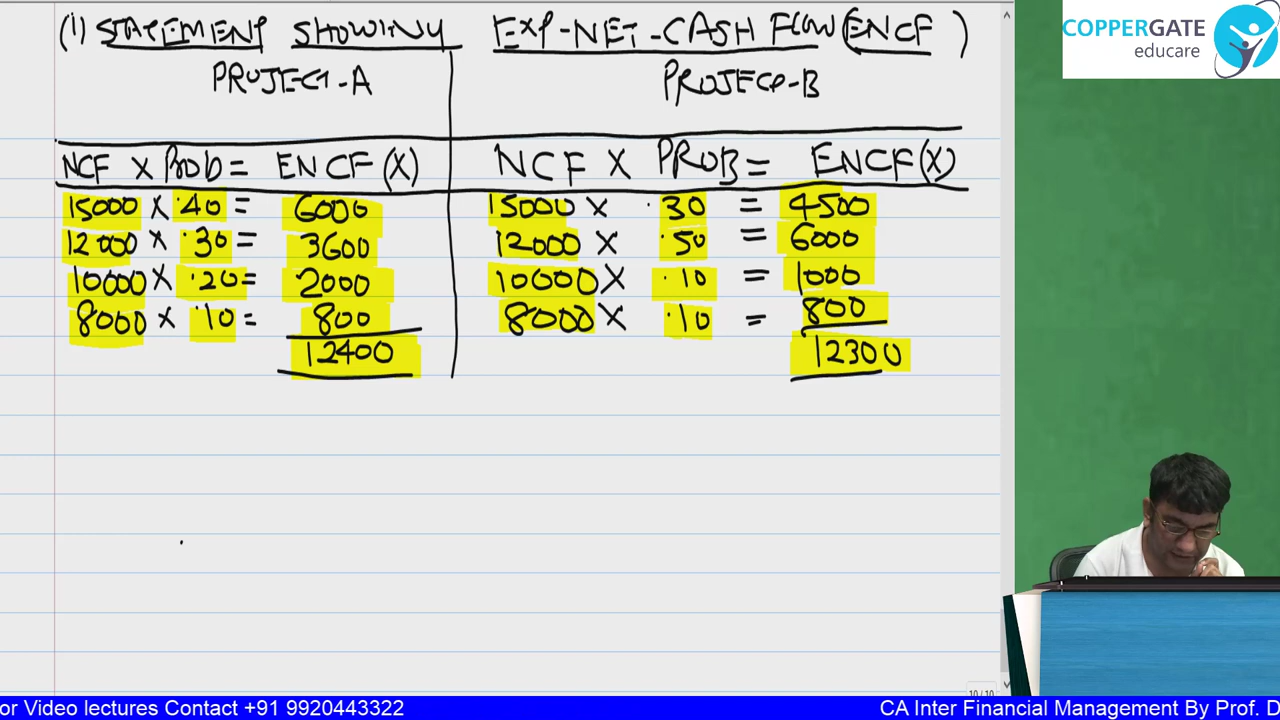 (1) STATEMENT SHOWING EXP-NET-CASH FLOW (ENCF)
PROJECT-A PROJECT-B
NCF X Prob = ENCF (X) NCF X PROB = ENCF (X)
15000 X .40 = 6000 15000 X .30 = 4500
12000 X .30 = 3600 12000 X .50 = 6000
10000 X .20 = 2000 10000 X .10 = 1000
8000 X .10 = 800 8000 X .10 = 800
12400 12300
COPPERGATE
educare
10/10
or Video lectures Contact +91 9920443322 CA Inter Financial Management By Prof. D